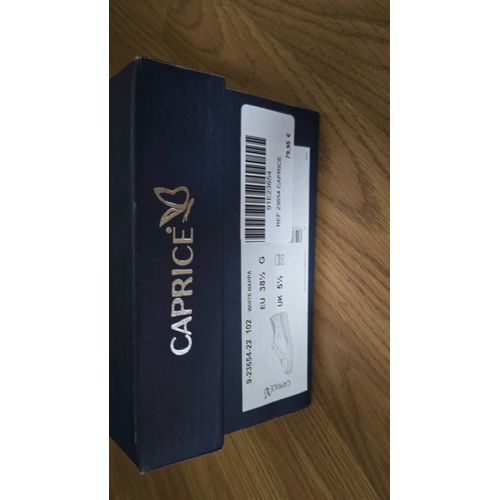 CAPRICE
91E23654
REF 23654 CAPRICE
79,95 €
9-23654-22 102 WHITE NAPPA
EU 38½ G
UK 5½
CAPRICE